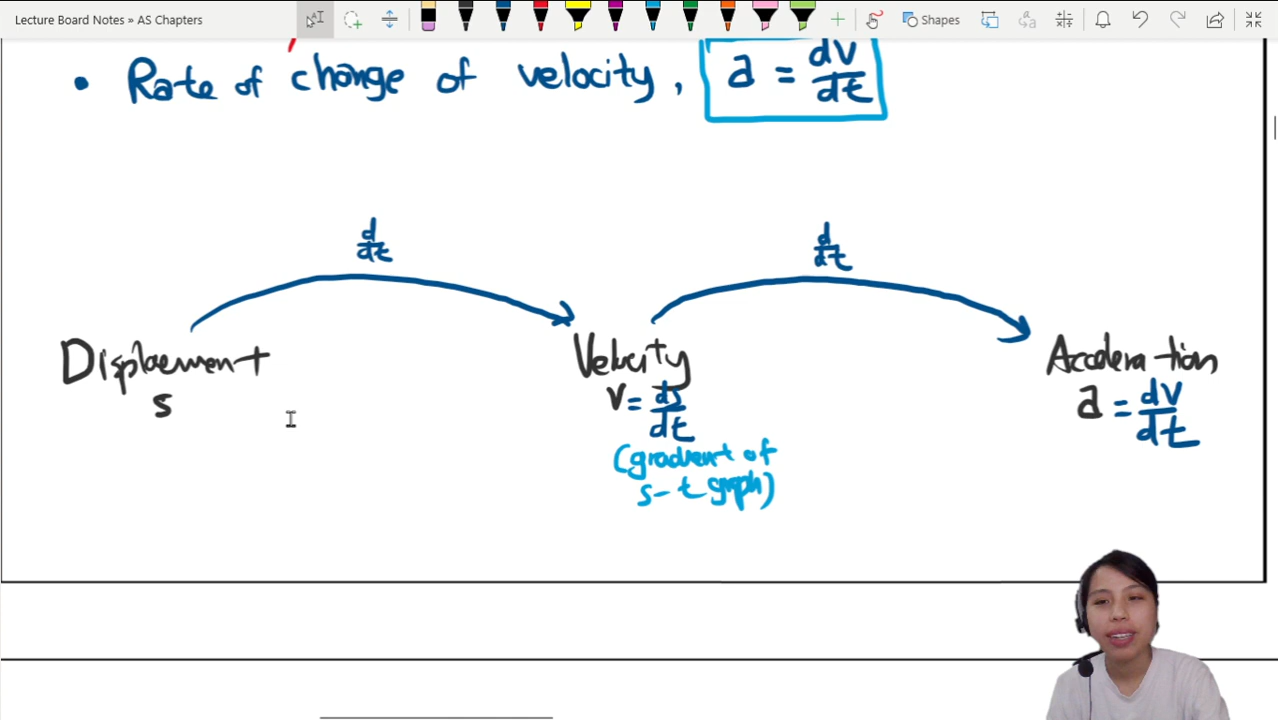 Lecture Board Notes » AS Chapters
Shapes
• Rate of change of velocity, a = dv/dt
d/dt d/dt
Displaement Velocity Acceleration
s v = ds/dt a = dv/dt
(gradient of
s-t graph)